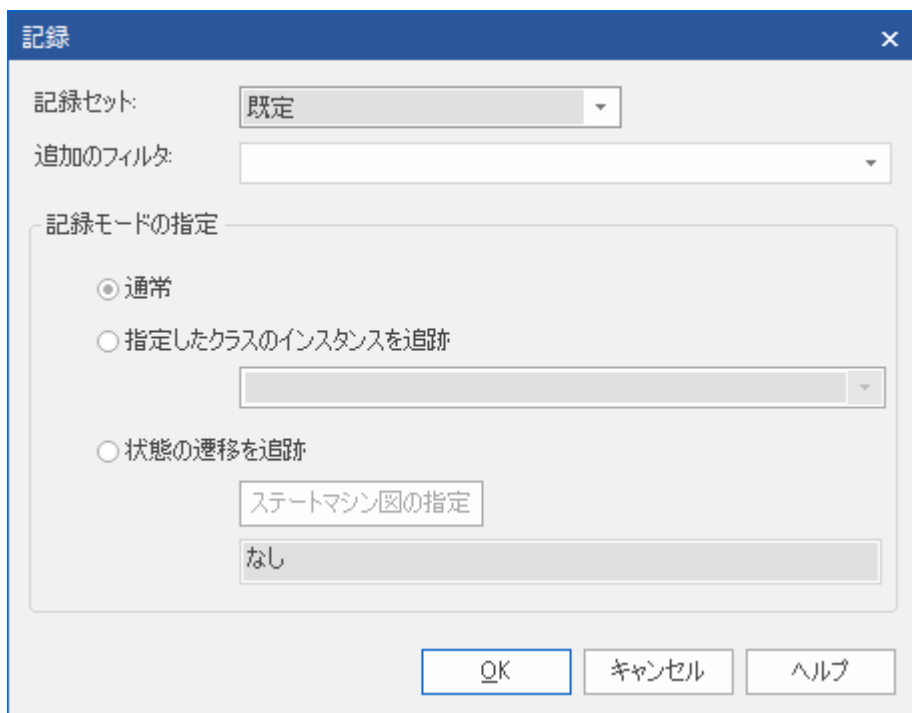 記録
記録セット:
既定
追加のフィルタ:
記録モードの指定
通常
指定したクラスのインスタンスを追跡
状態の遷移を追跡
ステートマシン図の指定
なし
OK キャンセル ヘルプ